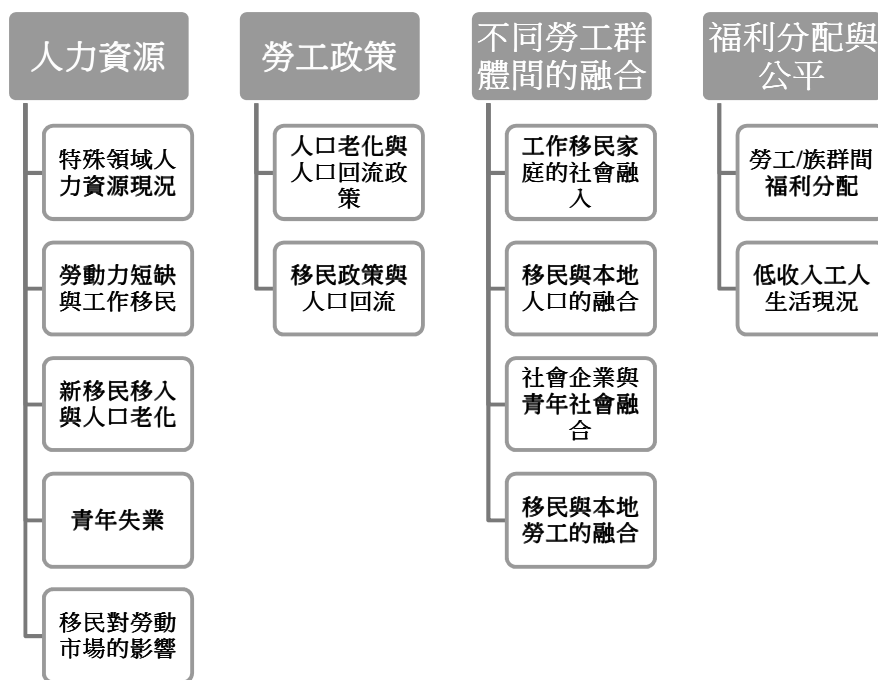 人力資源
特殊領域人
力資源現況
勞動力短缺
與工作移民
新移民移入
與人口老化
青年失業
移民對勞動
市場的影響
勞工政策
人口老化與
人口回流政
策
移民政策與
人口回流
不同勞工群
體間的融合
工作移民家
庭的社會融
入
移民與本地
人口的融合
社會企業與
青年社會融
合
移民與本地
勞工的融合
福利分配與
公平
勞工/族群間
福利分配
低收入工人
生活現況